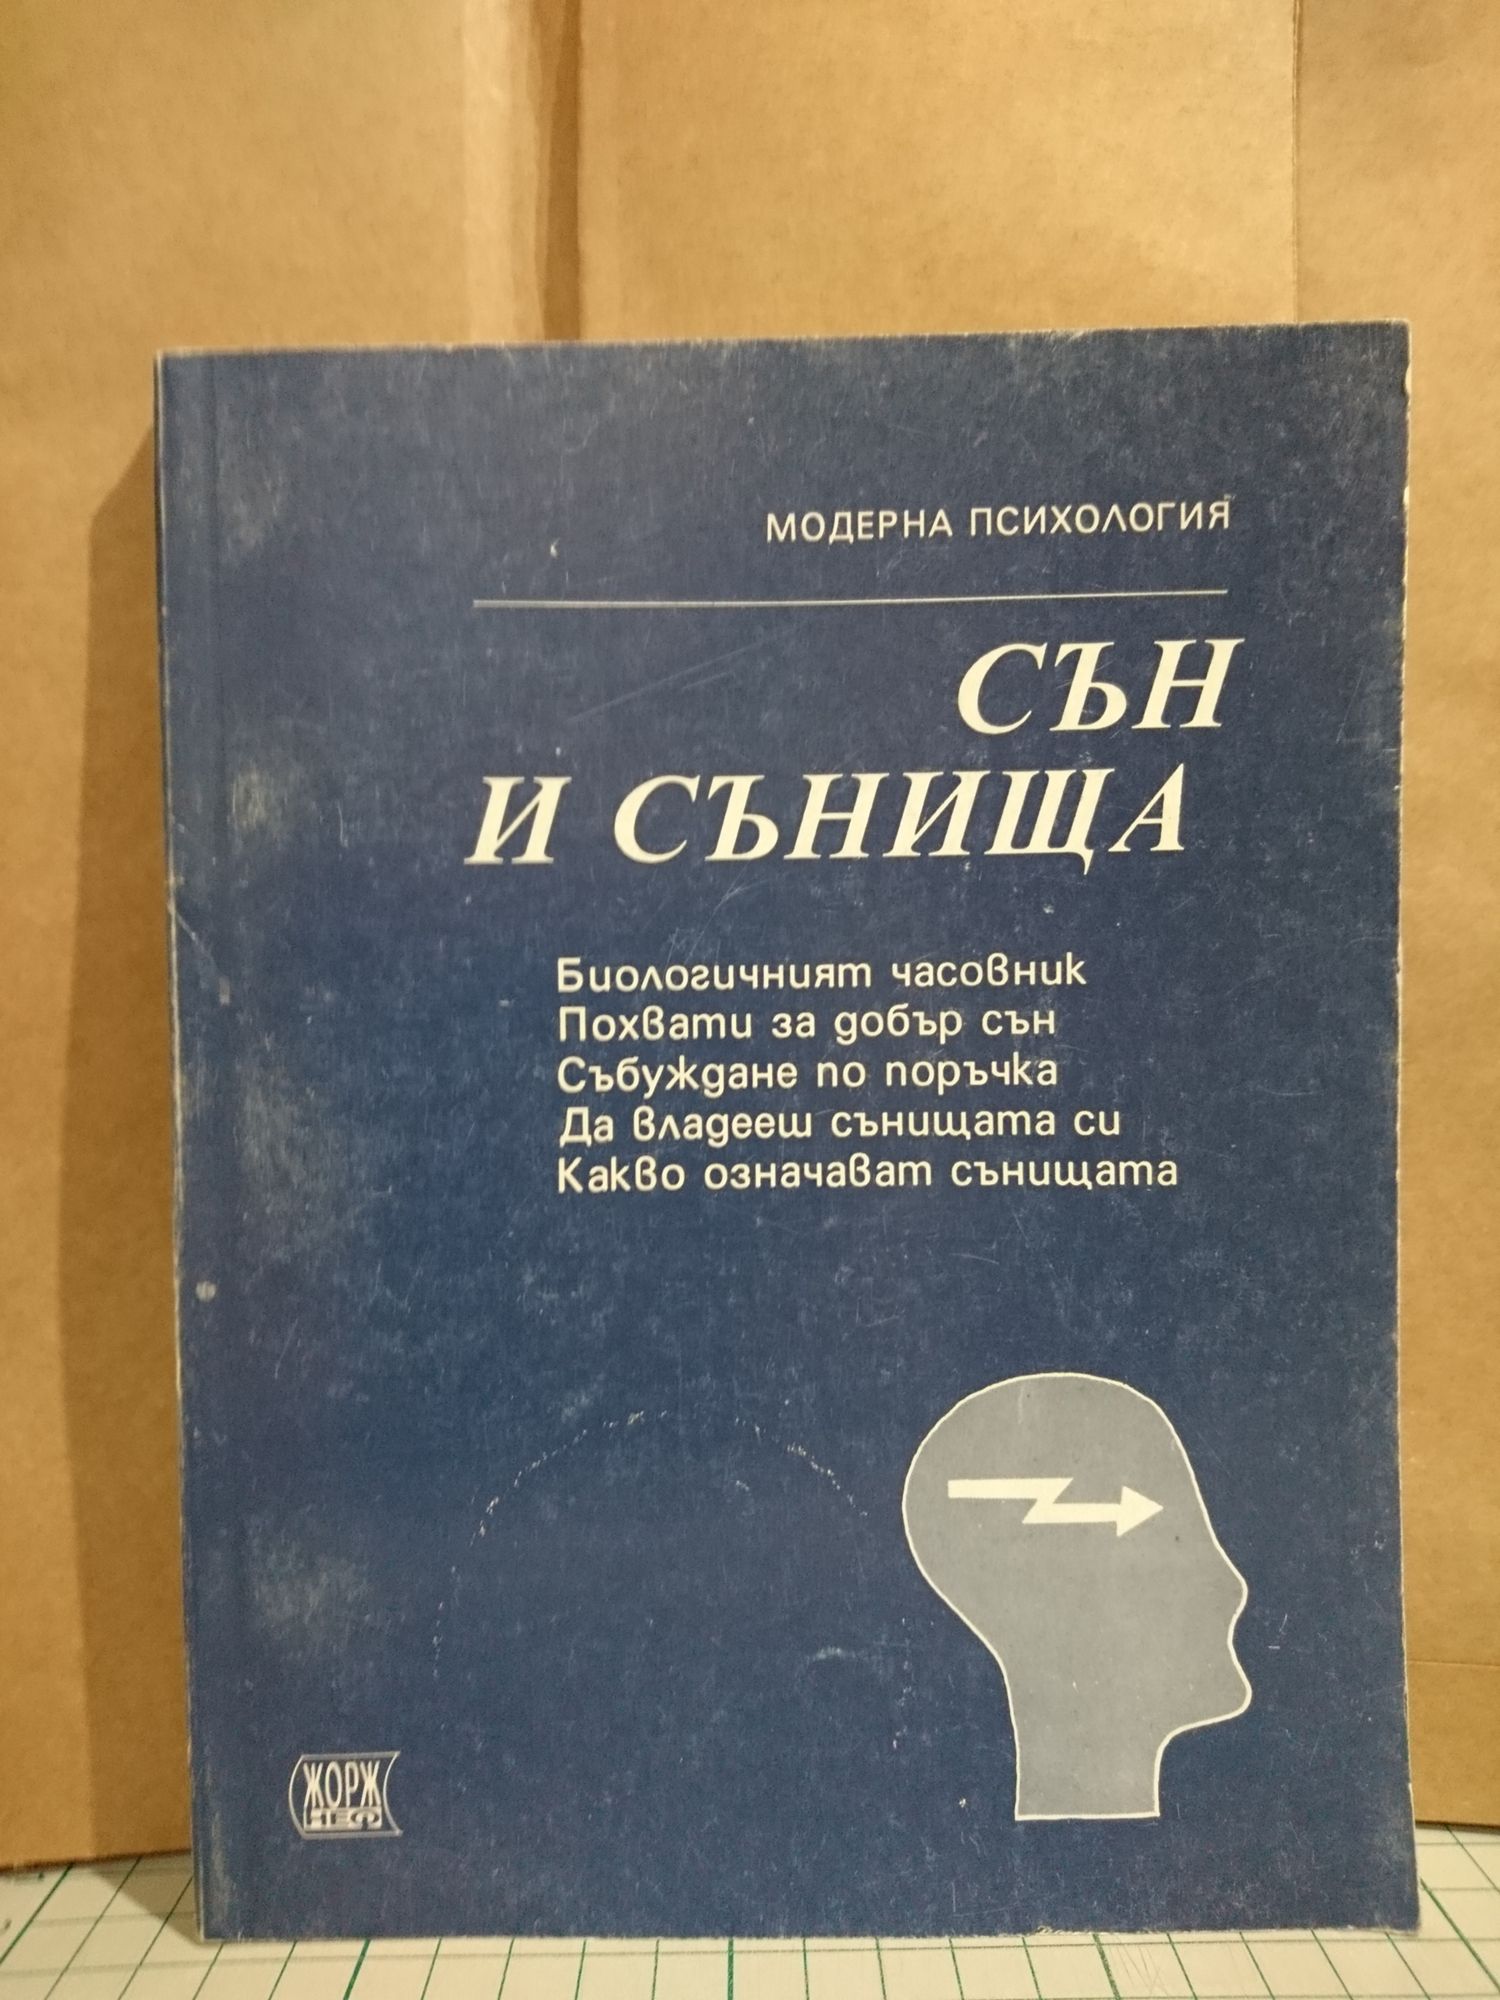 МОДЕРНА ПСИХОЛОГИЯ
СЪН
И СЪНИЩА
Биологичният часовник
Похвати за добър сън
Събуждане по поръчка
Да владееш сънищата си
Какво означават сънищата
ЖОРЖ
НЕФ